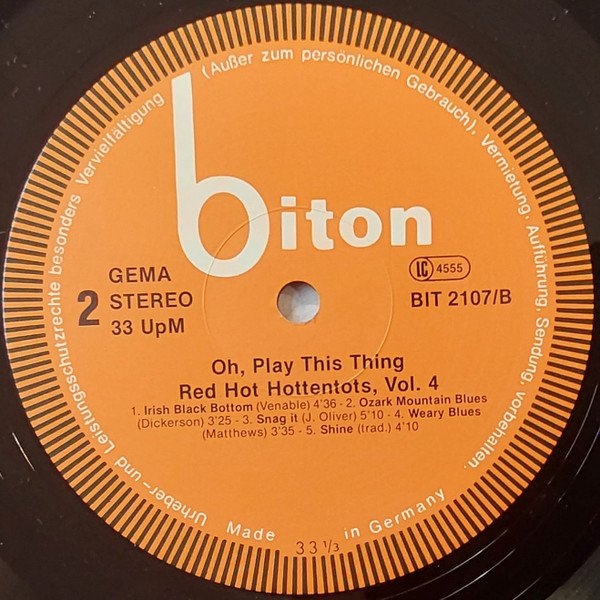 biton
GEMA
2 STEREO
33 UpM
LC 4555
BIT 2107/B
Oh, Play This Thing
Red Hot Hottentots, Vol. 4
1. Irish Black Bottom (Venable) 4'36 - 2. Ozark Mountain Blues
(Dickerson) 3'25 - 3. Snag it (J. Oliver) 5'10 - 4. Weary Blues
(Matthews) 3'35 - 5. Shine (trad.) 4'10
Urheber- und Leistungsschutzrechte besonders Vervielfältigung (Außer zum persönlichen Gebrauch), Vermietung, Aufführung, Sendung, vorbehalten.
Made in Germany
33 1/3